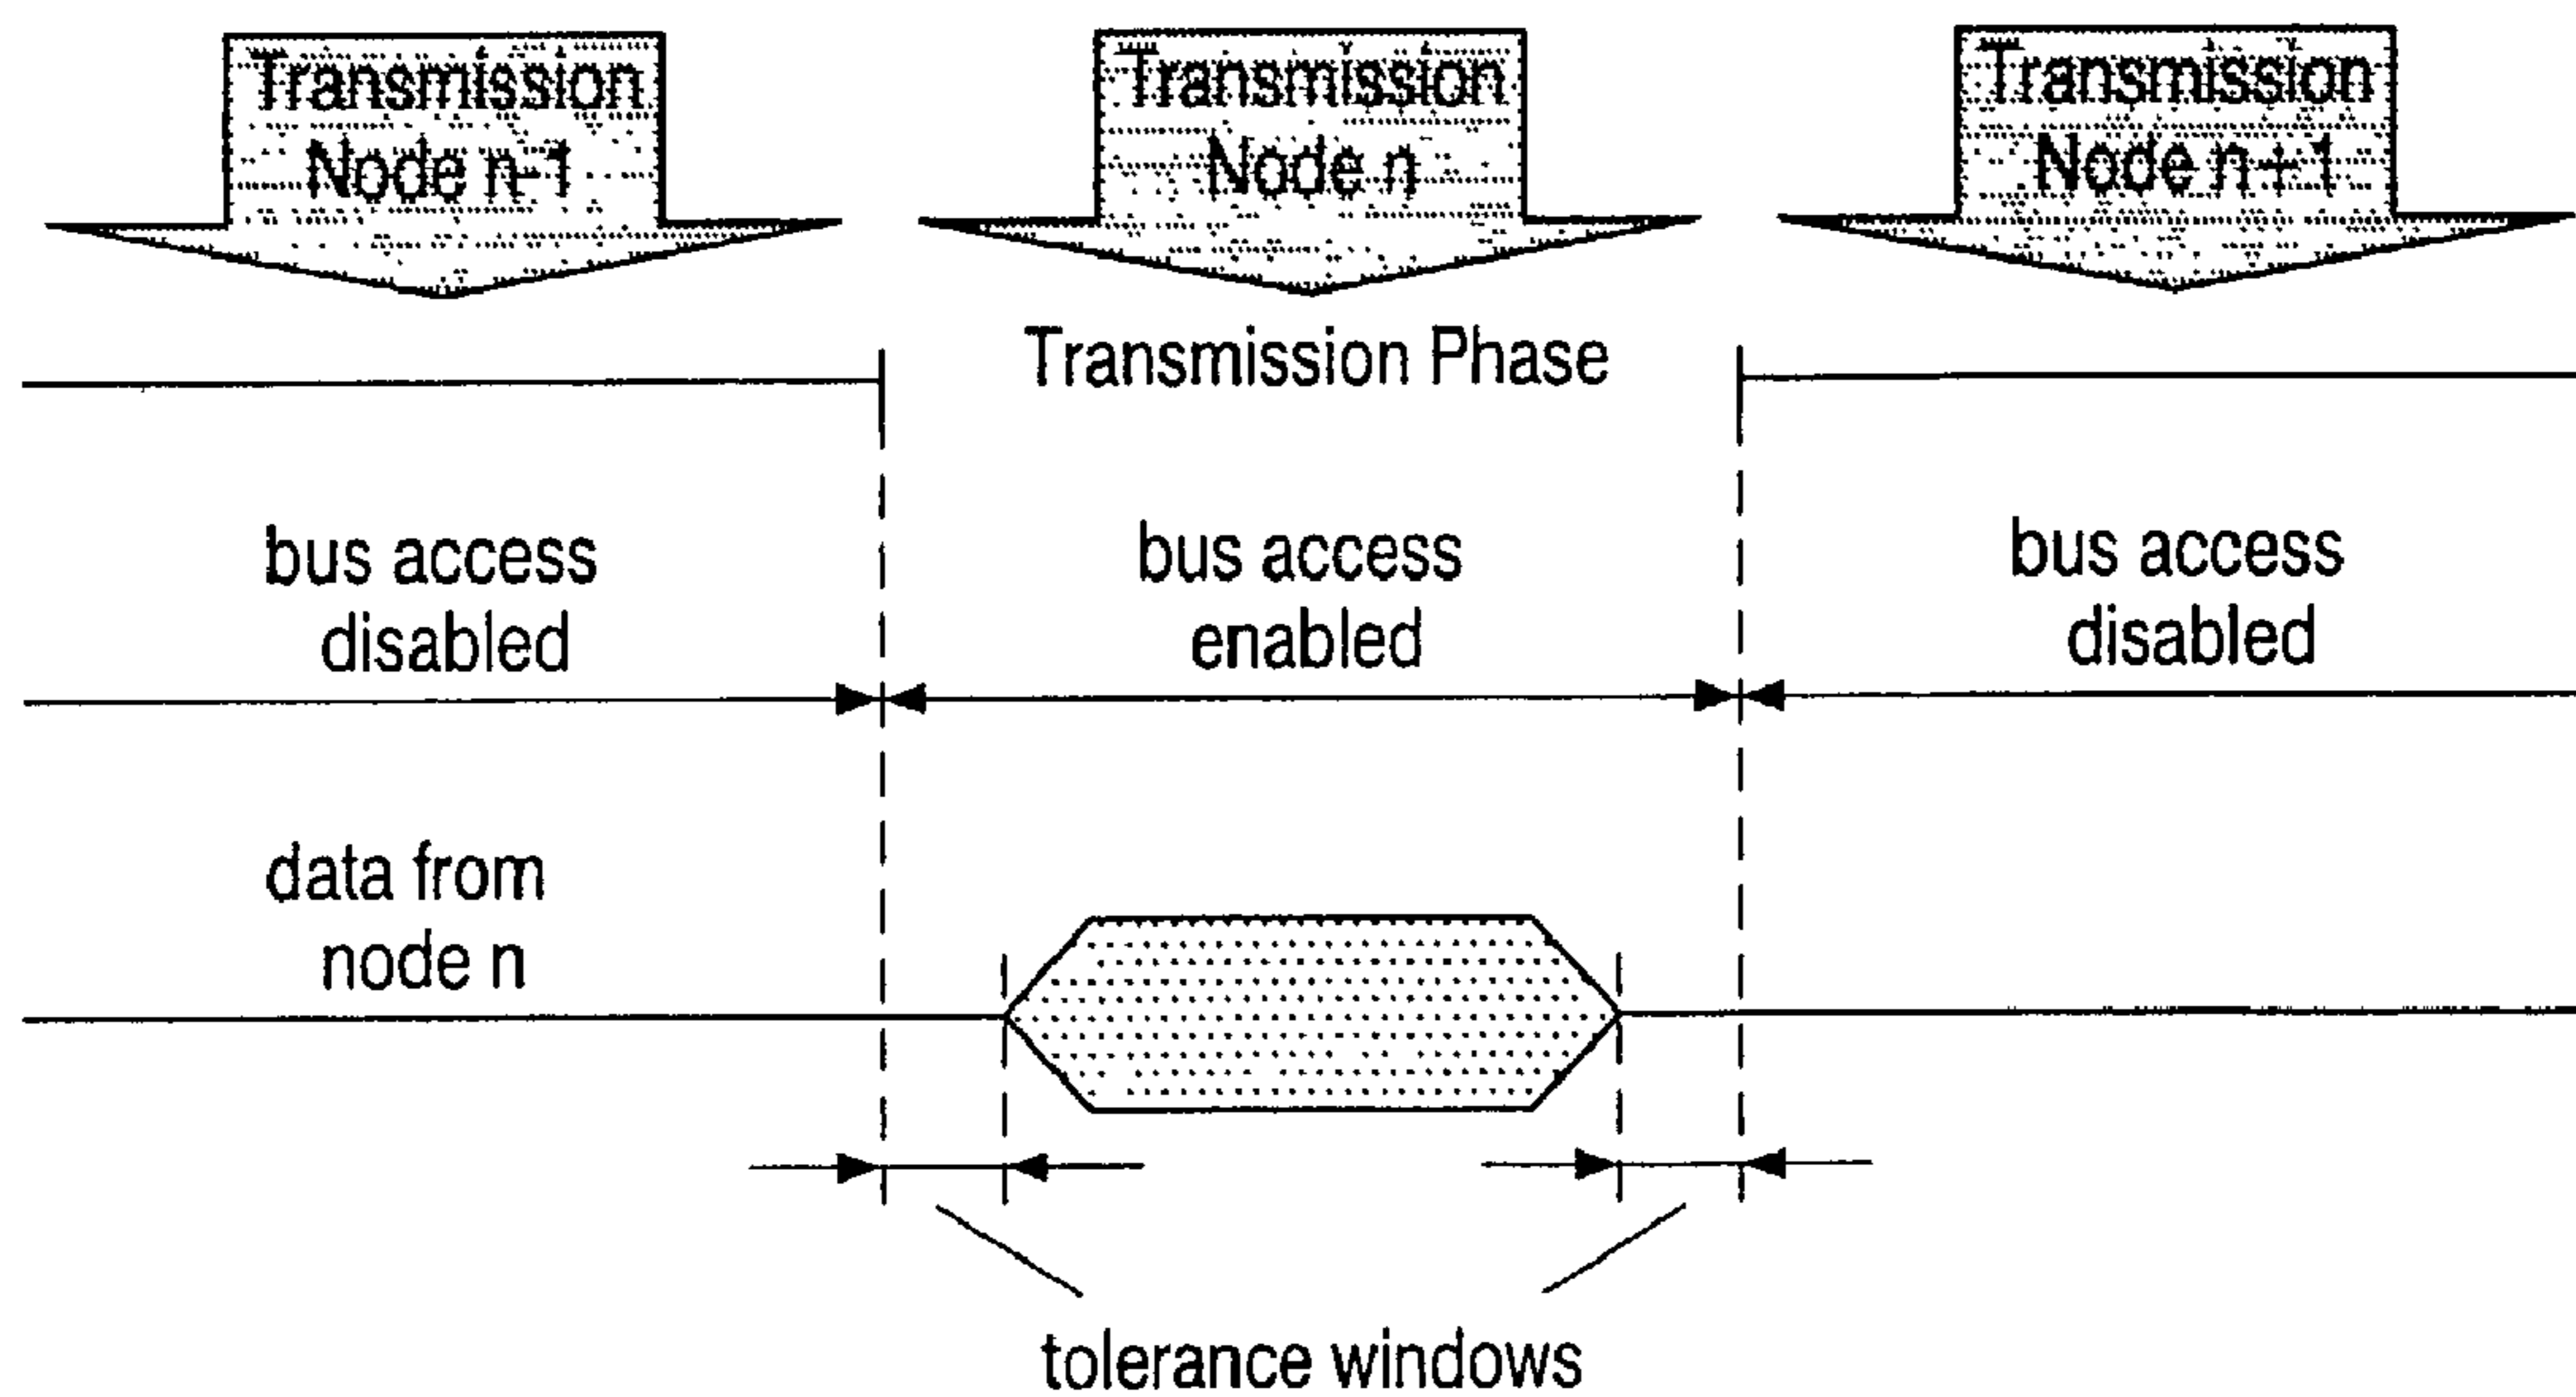 Transmission
Node n-1
Transmission
Node n
Transmission
Node n+1
Transmission Phase
bus access
disabled
bus access
enabled
bus access
disabled
data from
node n
tolerance windows